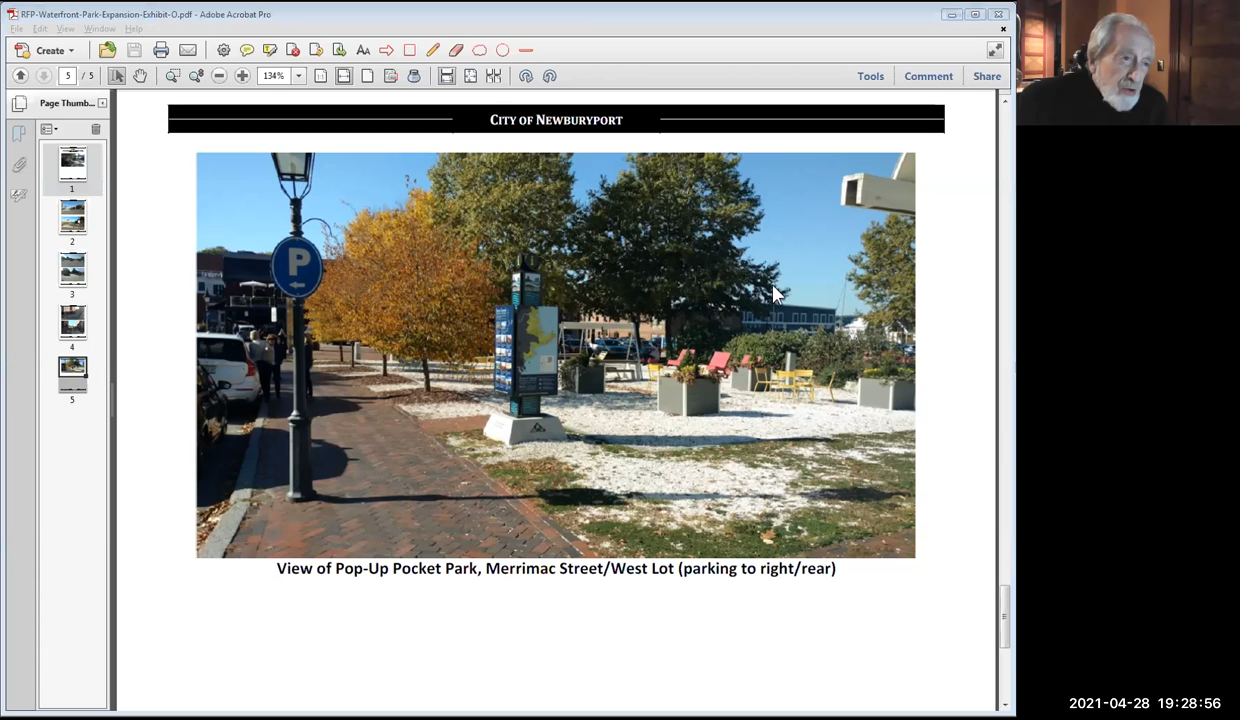 RFP-Waterfront-Park-Expansion-Exhibit-O.pdf - Adobe Acrobat Pro
File Edit View Window Help
Create
5 / 5 134% Tools Comment Share
Page Thumb...
CITY OF NEWBURYPORT
1
2
3
4
5
P
View of Pop-Up Pocket Park, Merrimac Street/West Lot (parking to right/rear)
2021-04-28 19:28:56